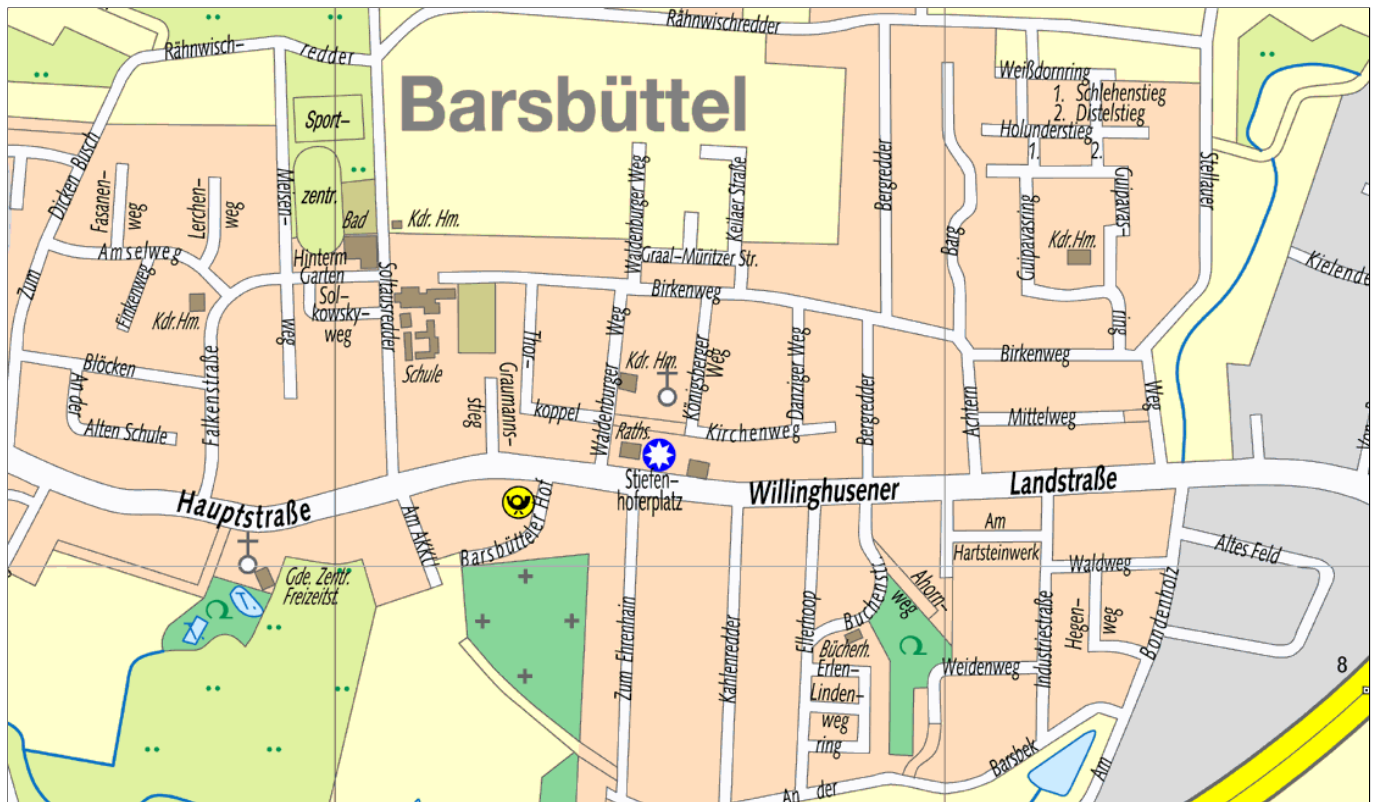 Rähnwischredder
Rähnwisch–
redder
Weißdornring
1. Schlehenstieg
2. Distelstieg
Holunderstieg
1.
2.
Barsbüttel
Sport–
zentr.
Bad
Kdr. Hm.
Dicken Busch
Zum
Fasanen–
weg
Lerchen–
weg
Meisen–
weg
Amselweg
Finkenweg
Kdr.Hm.
Hinterm
Garten
Sol–
kowsky–
weg
Soltausredder
Schule
Waldenburger Weg
Keilaer Straße
Graal–Müritzer Str.
Birkenweg
Bergredder
Barg
Guipavasring
Guipavas–
ring
Kdr.Hm.
Stellauer
Weg
Kielende
Blöcken
An der
Alten Schule
Falkenstraße
Graumanns–
stieg
Thor–
koppel
Waldenburger
Weg
Kdr. Hm.
Königsberger
Weg
Danziger Weg
Kirchenweg
Bergredder
Achtern
Birkenweg
Mittelweg
Raths.
Stiefen–
hoferplatz
Hauptstraße
Willinghusener
Landstraße
Am AKKU
Barsbütteler Hof
Gde. Zentr.
Freizeitst.
Zum Ehrenhain
Kahlenredder
Ellerhoop
Buchenstr.
Ahorn–
weg
Bücherh.
Erlen–
Linden–
weg
ring
Am
Hartsteinwerk
Waldweg
Hegen–
weg
Industriestraße
Weidenweg
Bondenholz
Am
Altes Feld
An der
Barsbek
8